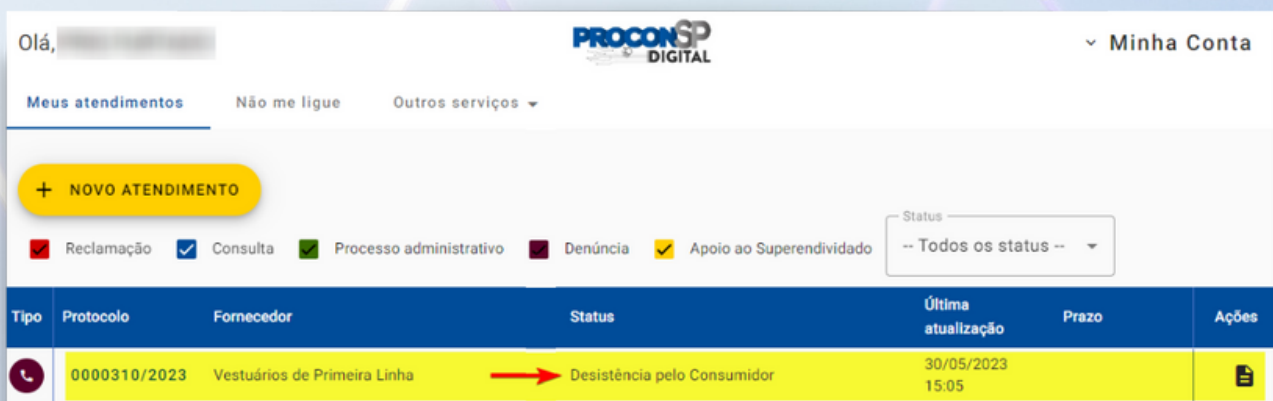 Olá,
PROCONSP
DIGITAL
Minha Conta
Meus atendimentos Não me ligue Outros serviços
+ NOVO ATENDIMENTO
Reclamação Consulta Processo administrativo Denúncia Apoio ao Superendividado
Status
-- Todos os status --
Tipo Protocolo Fornecedor Status Última atualização Prazo Ações
0000310/2023 Vestuários de Primeira Linha Desistência pelo Consumidor 30/05/2023
15:05